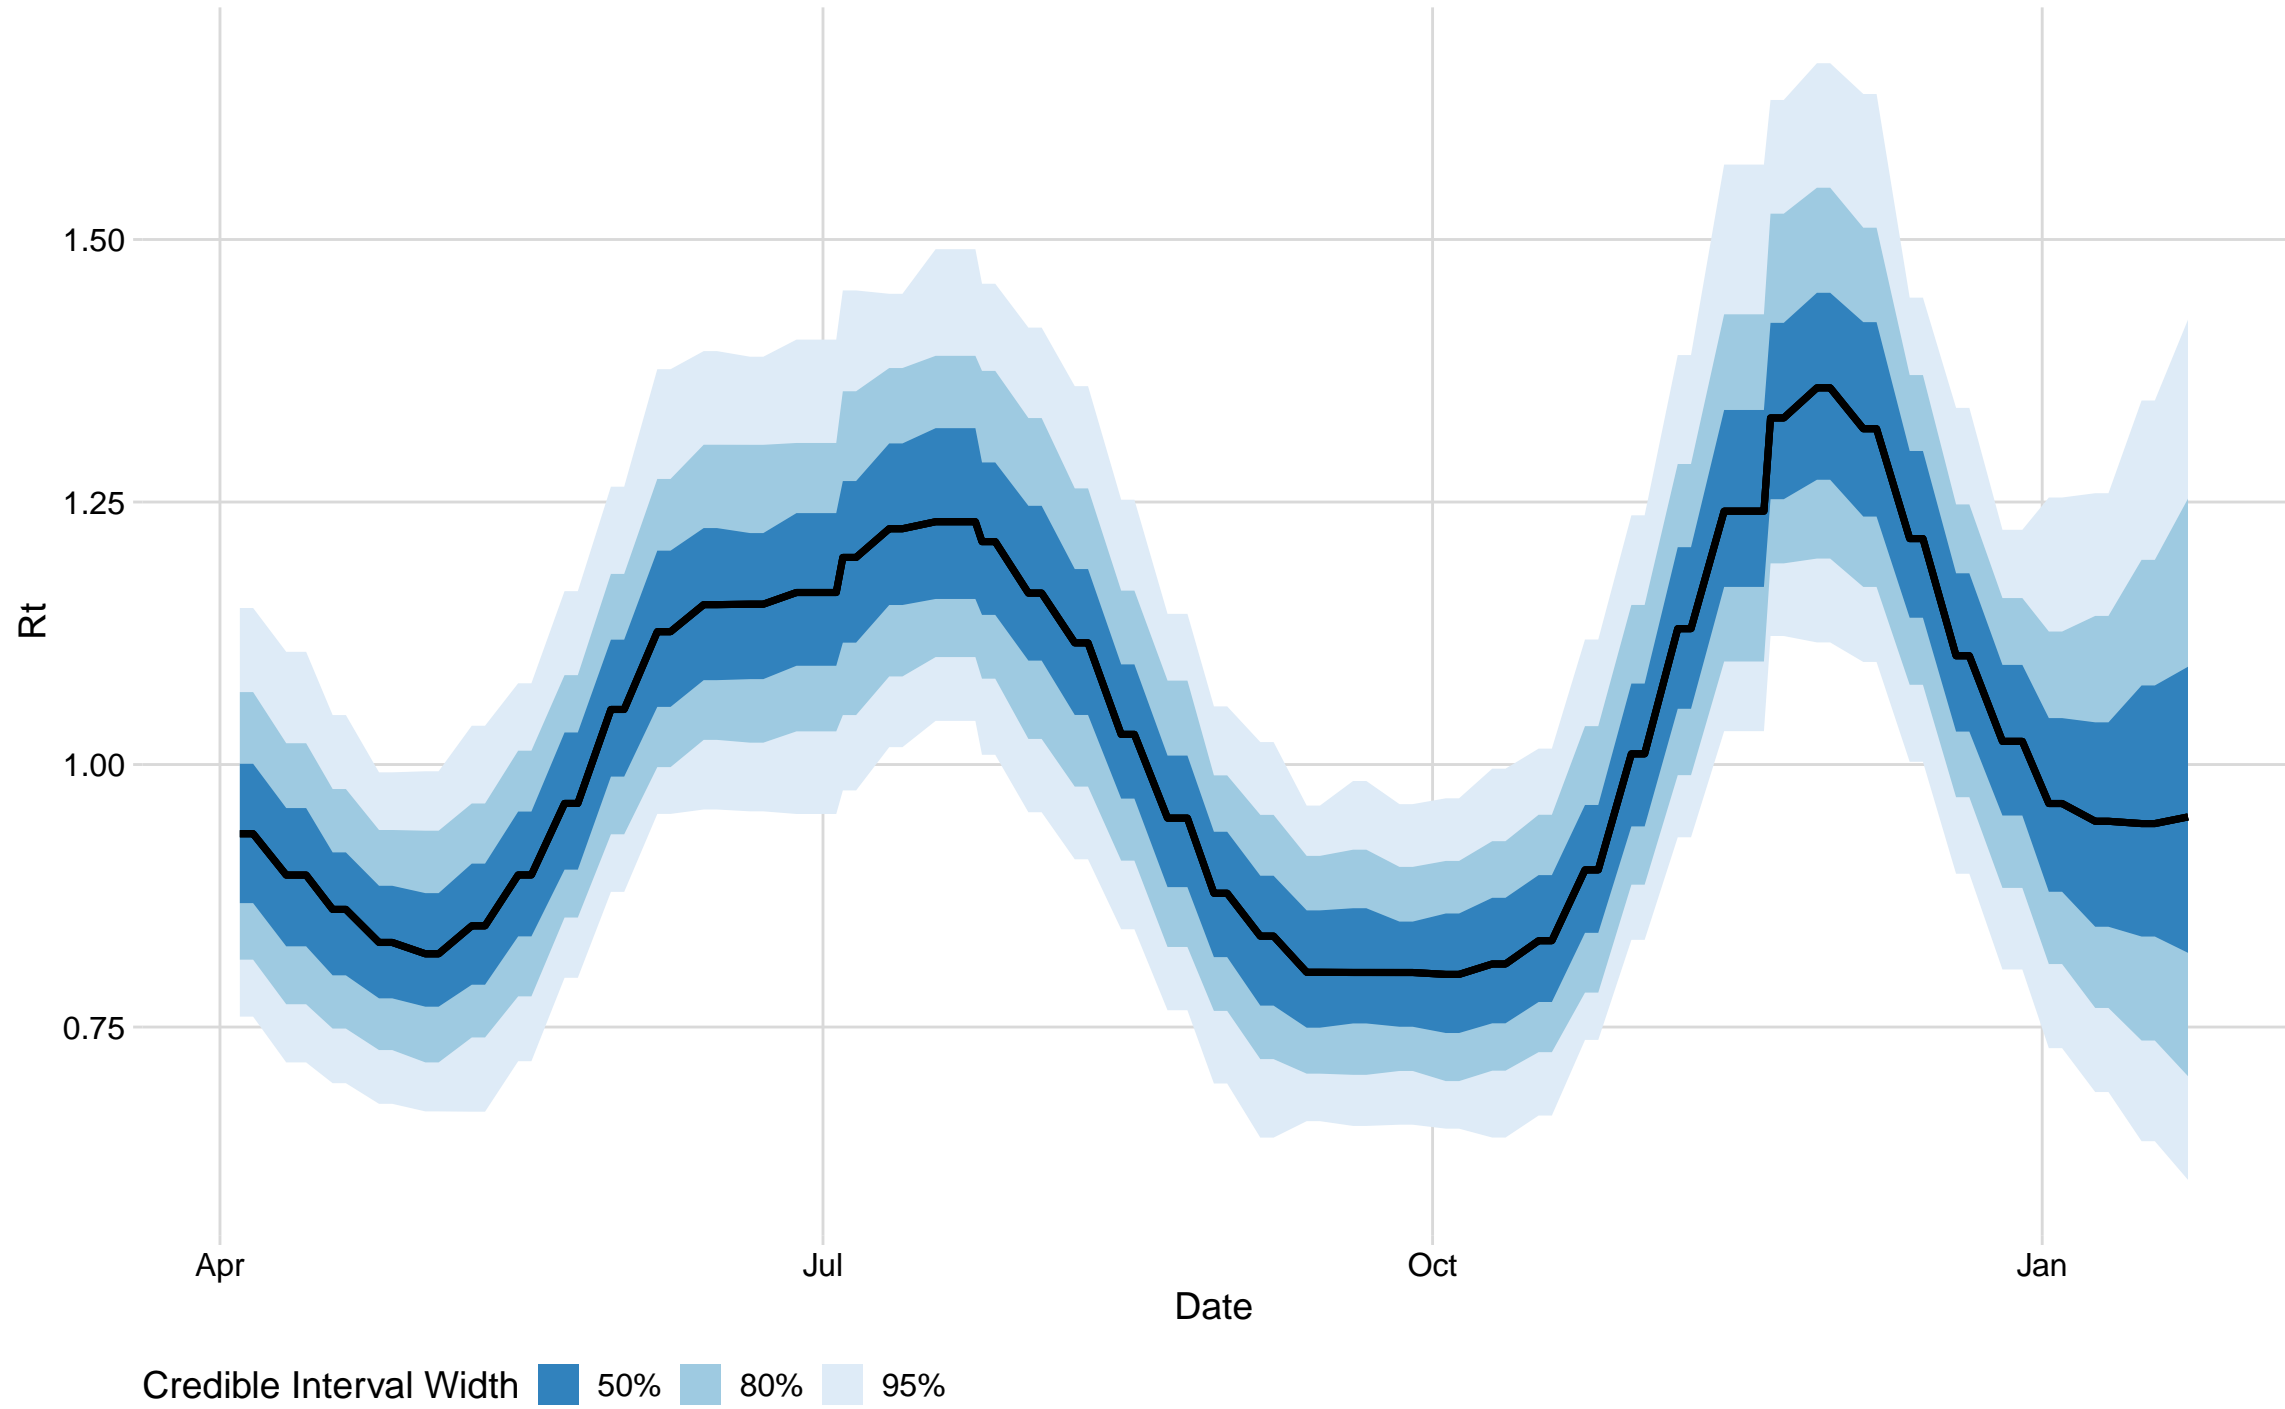 1.50
1.25
1.00
0.75
Rt
Apr Jul Oct Jan
Date
Credible Interval Width 50% 80% 95%